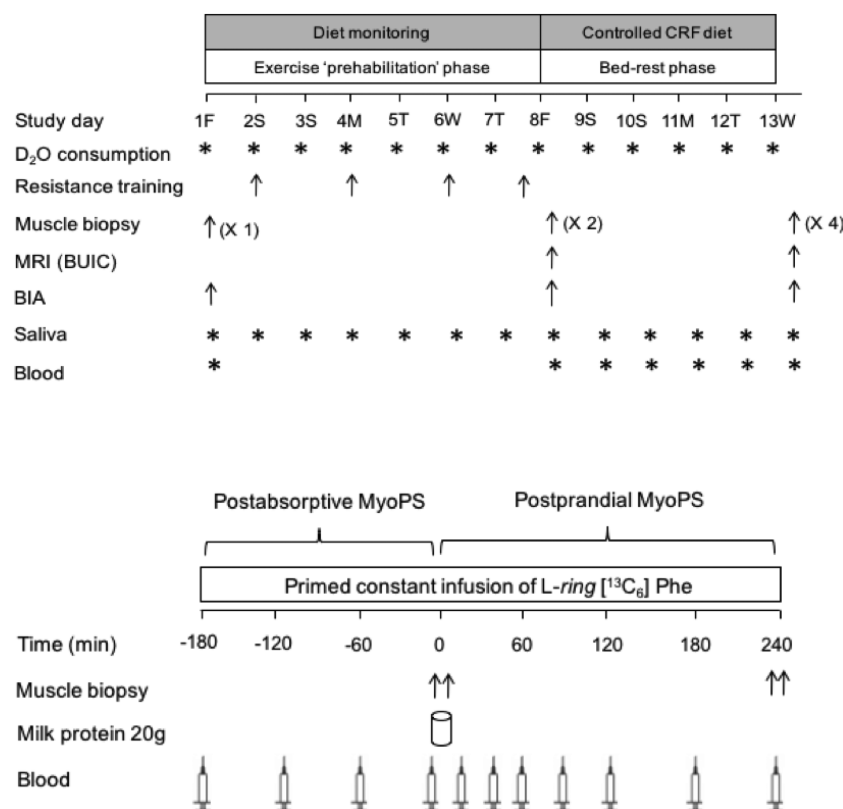 Diet monitoring Controlled CRF diet
Exercise ‘prehabilitation’ phase Bed-rest phase
Study day 1F 2S 3S 4M 5T 6W 7T 8F 9S 10S 11M 12T 13W
D₂O consumption * * * * * * * * * * * * *
Resistance training ↑ ↑ ↑ ↑
Muscle biopsy ↑ (X 1) ↑ (X 2) ↑ (X 4)
MRI (BUIC) ↑ ↑
BIA ↑ ↑ ↑
Saliva * * * * * * * * * * * * *
Blood * * * * * * *
Postabsorptive MyoPS Postprandial MyoPS
Primed constant infusion of L-ring [¹³C₆] Phe
Time (min) -180 -120 -60 0 60 120 180 240
Muscle biopsy ↑↑ ↑↑
Milk protein 20g
Blood